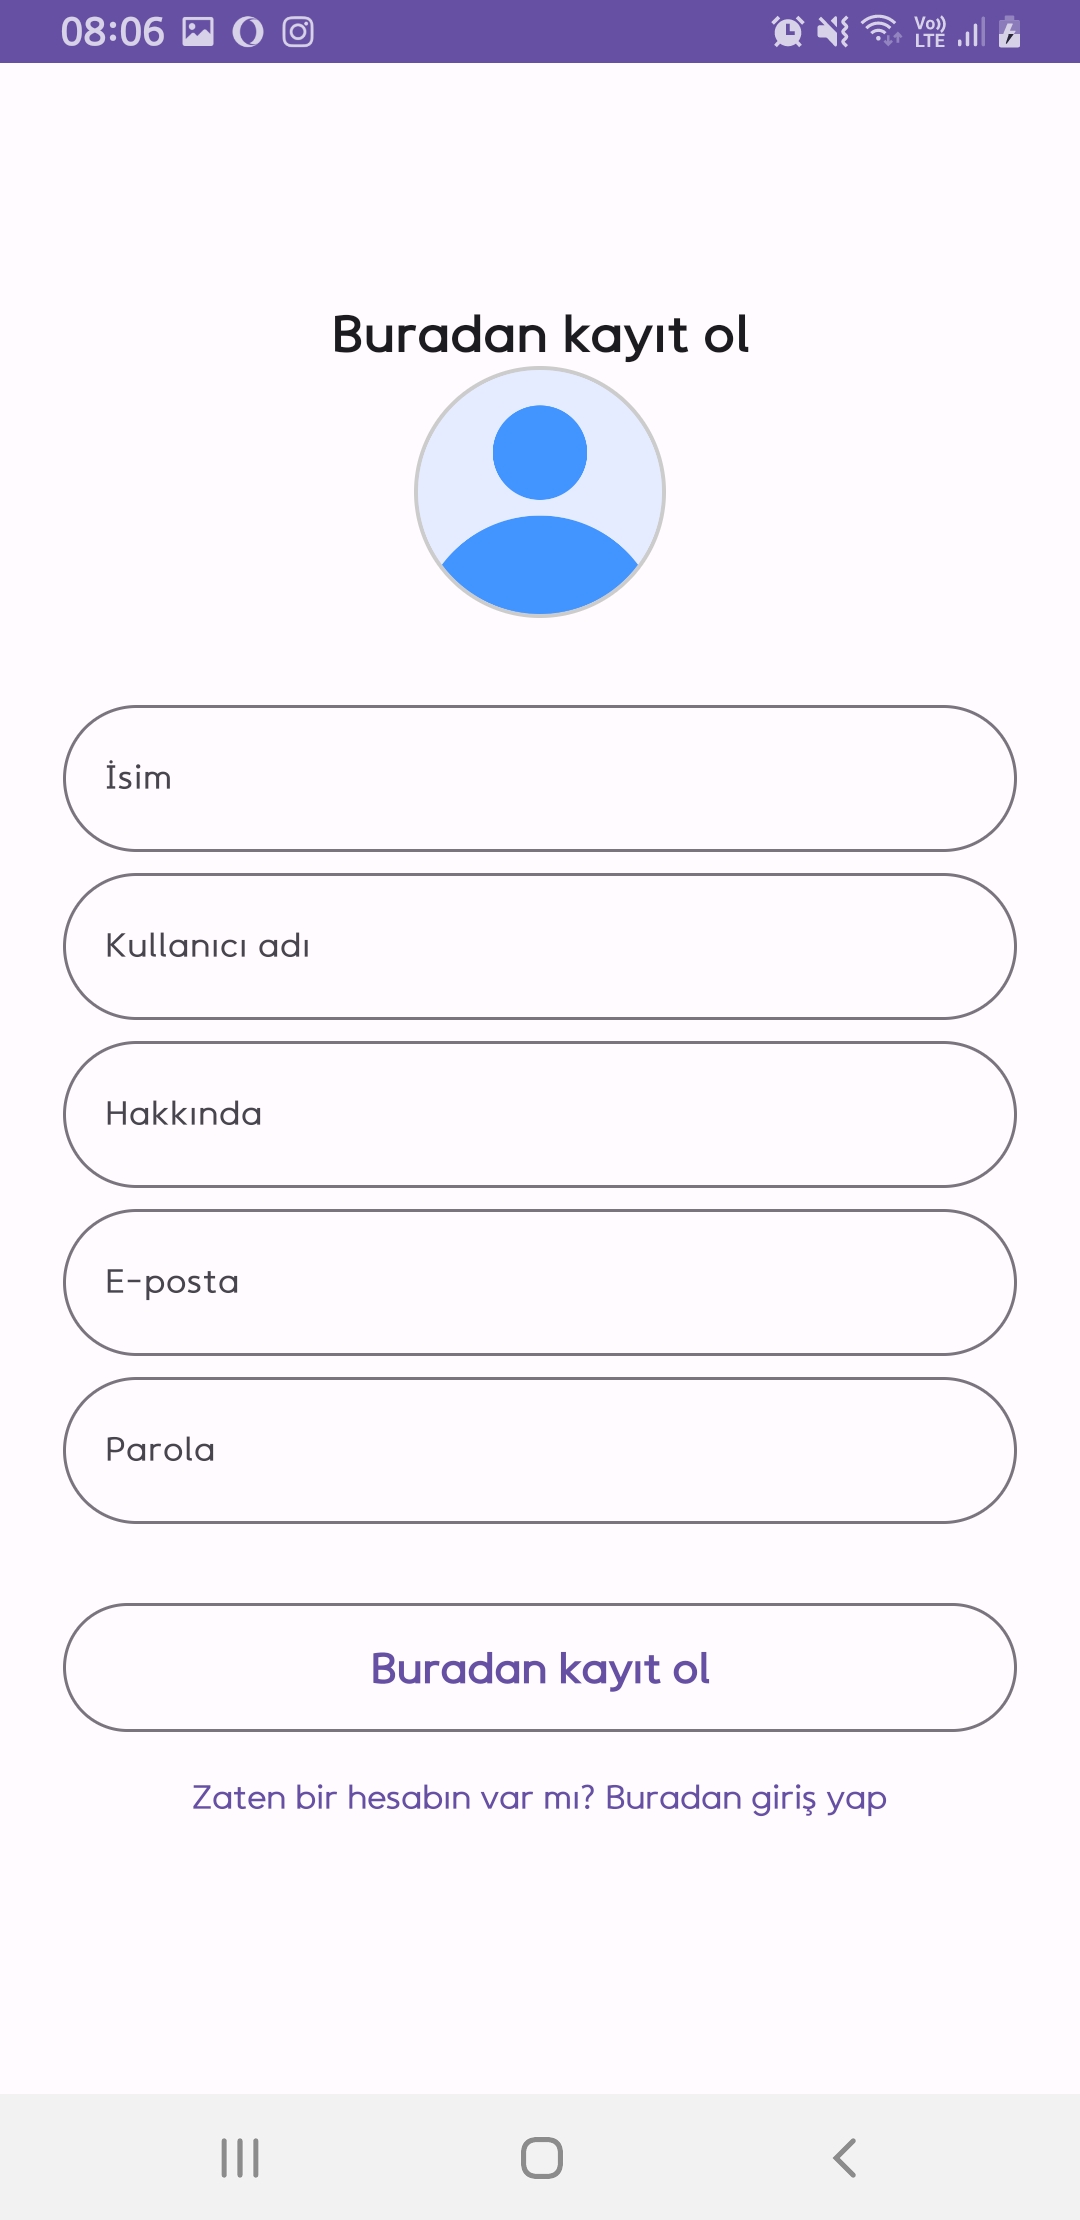 08:06
Vo)) LTE
Buradan kayıt ol
İsim
Kullanıcı adı
Hakkında
E-posta
Parola
Buradan kayıt ol
Zaten bir hesabın var mı? Buradan giriş yap